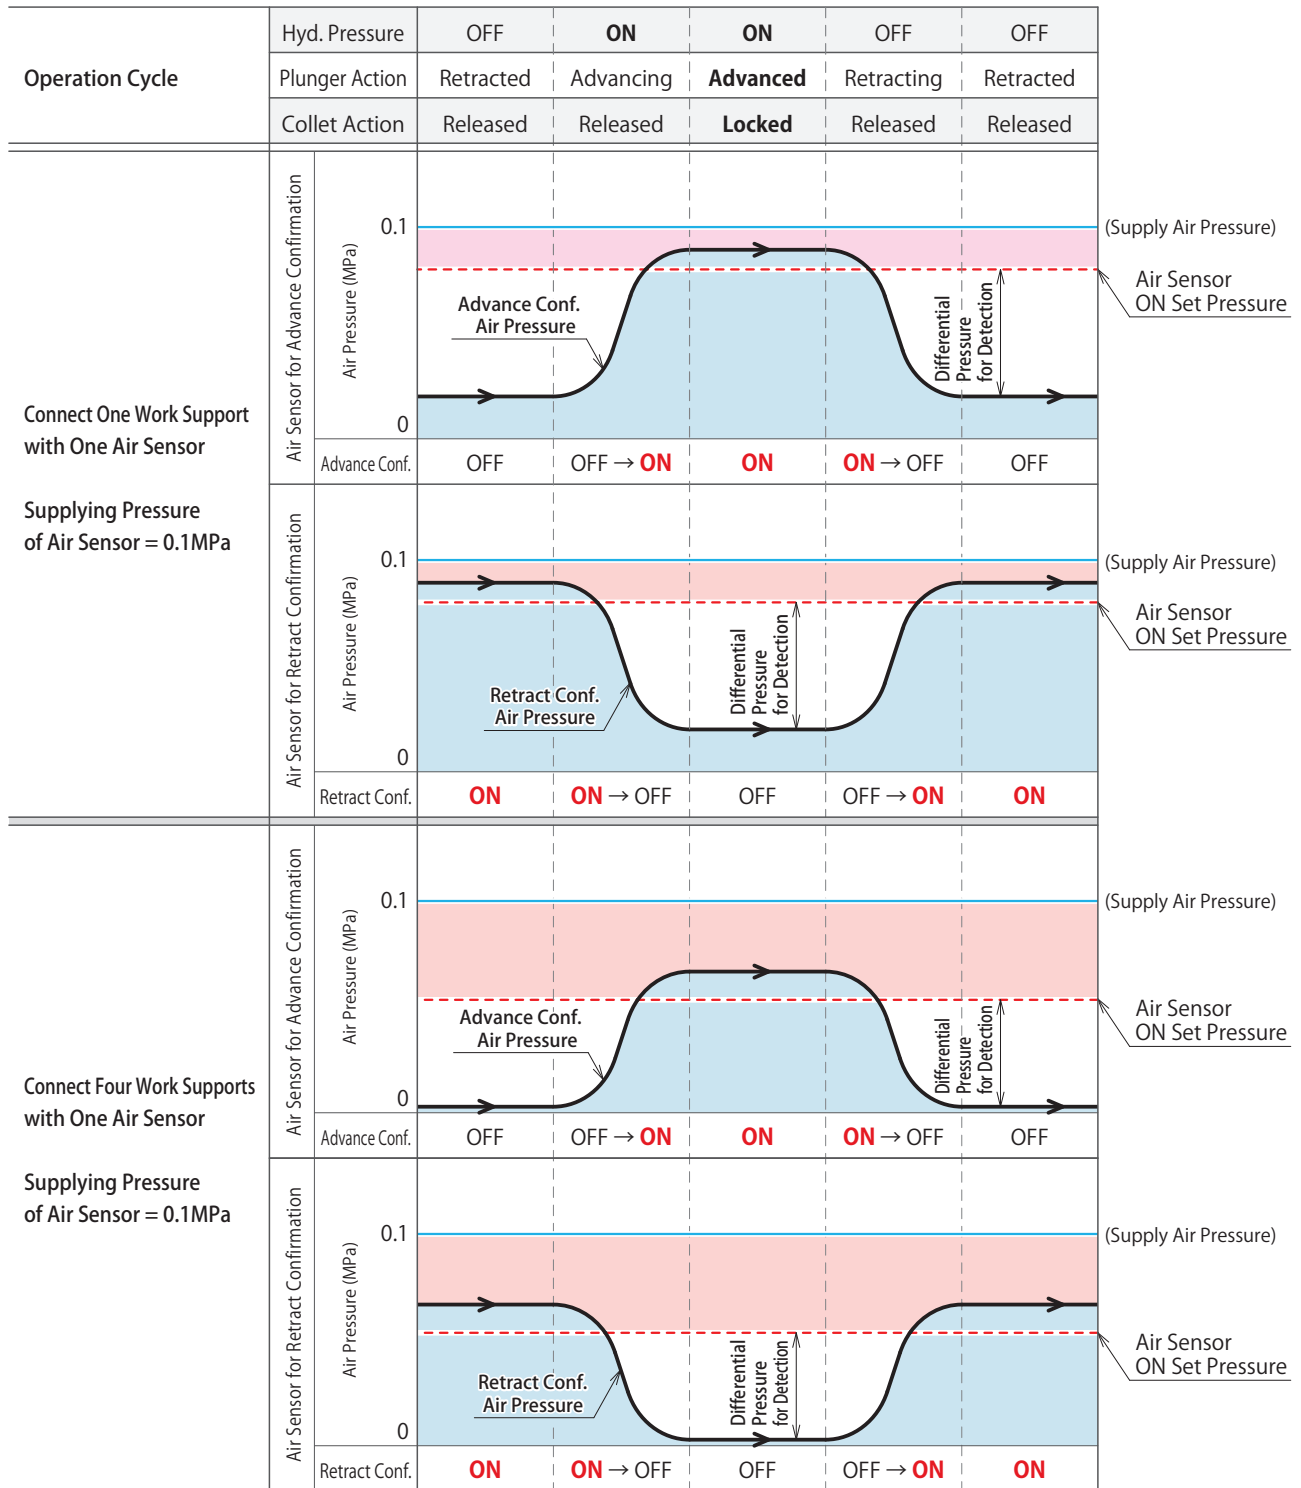 Operation Cycle
Hyd. Pressure OFF ON ON OFF OFF
Plunger Action Retracted Advancing Advanced Retracting Retracted
Collet Action Released Released Locked Released Released
Connect One Work Support
with One Air Sensor
Supplying Pressure
of Air Sensor = 0.1MPa
Air Sensor for Advance Confirmation
Air Pressure (MPa)
0.1
0
(Supply Air Pressure)
Air Sensor
ON Set Pressure
Advance Conf.
Air Pressure
Differential
Pressure
for Detection
Advance Conf. OFF OFF → ON ON ON → OFF OFF
Air Sensor for Retract Confirmation
Air Pressure (MPa)
0.1
0
(Supply Air Pressure)
Air Sensor
ON Set Pressure
Retract Conf.
Air Pressure
Differential
Pressure
for Detection
Retract Conf. ON ON → OFF OFF OFF → ON ON
Connect Four Work Supports
with One Air Sensor
Supplying Pressure
of Air Sensor = 0.1MPa
Air Sensor for Advance Confirmation
Air Pressure (MPa)
0.1
0
(Supply Air Pressure)
Air Sensor
ON Set Pressure
Advance Conf.
Air Pressure
Differential
Pressure
for Detection
Advance Conf. OFF OFF → ON ON ON → OFF OFF
Air Sensor for Retract Confirmation
Air Pressure (MPa)
0.1
0
(Supply Air Pressure)
Air Sensor
ON Set Pressure
Retract Conf.
Air Pressure
Differential
Pressure
for Detection
Retract Conf. ON ON → OFF OFF OFF → ON ON